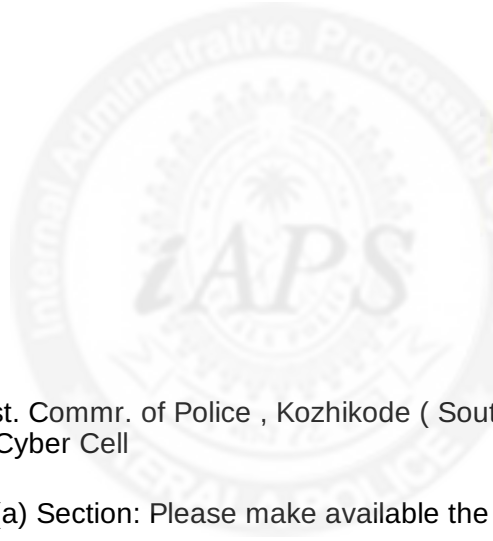 Internal Administrative Processing
iAPS
st. Commr. of Police , Kozhikode ( Sout
Cyber Cell
(a) Section: Please make available the